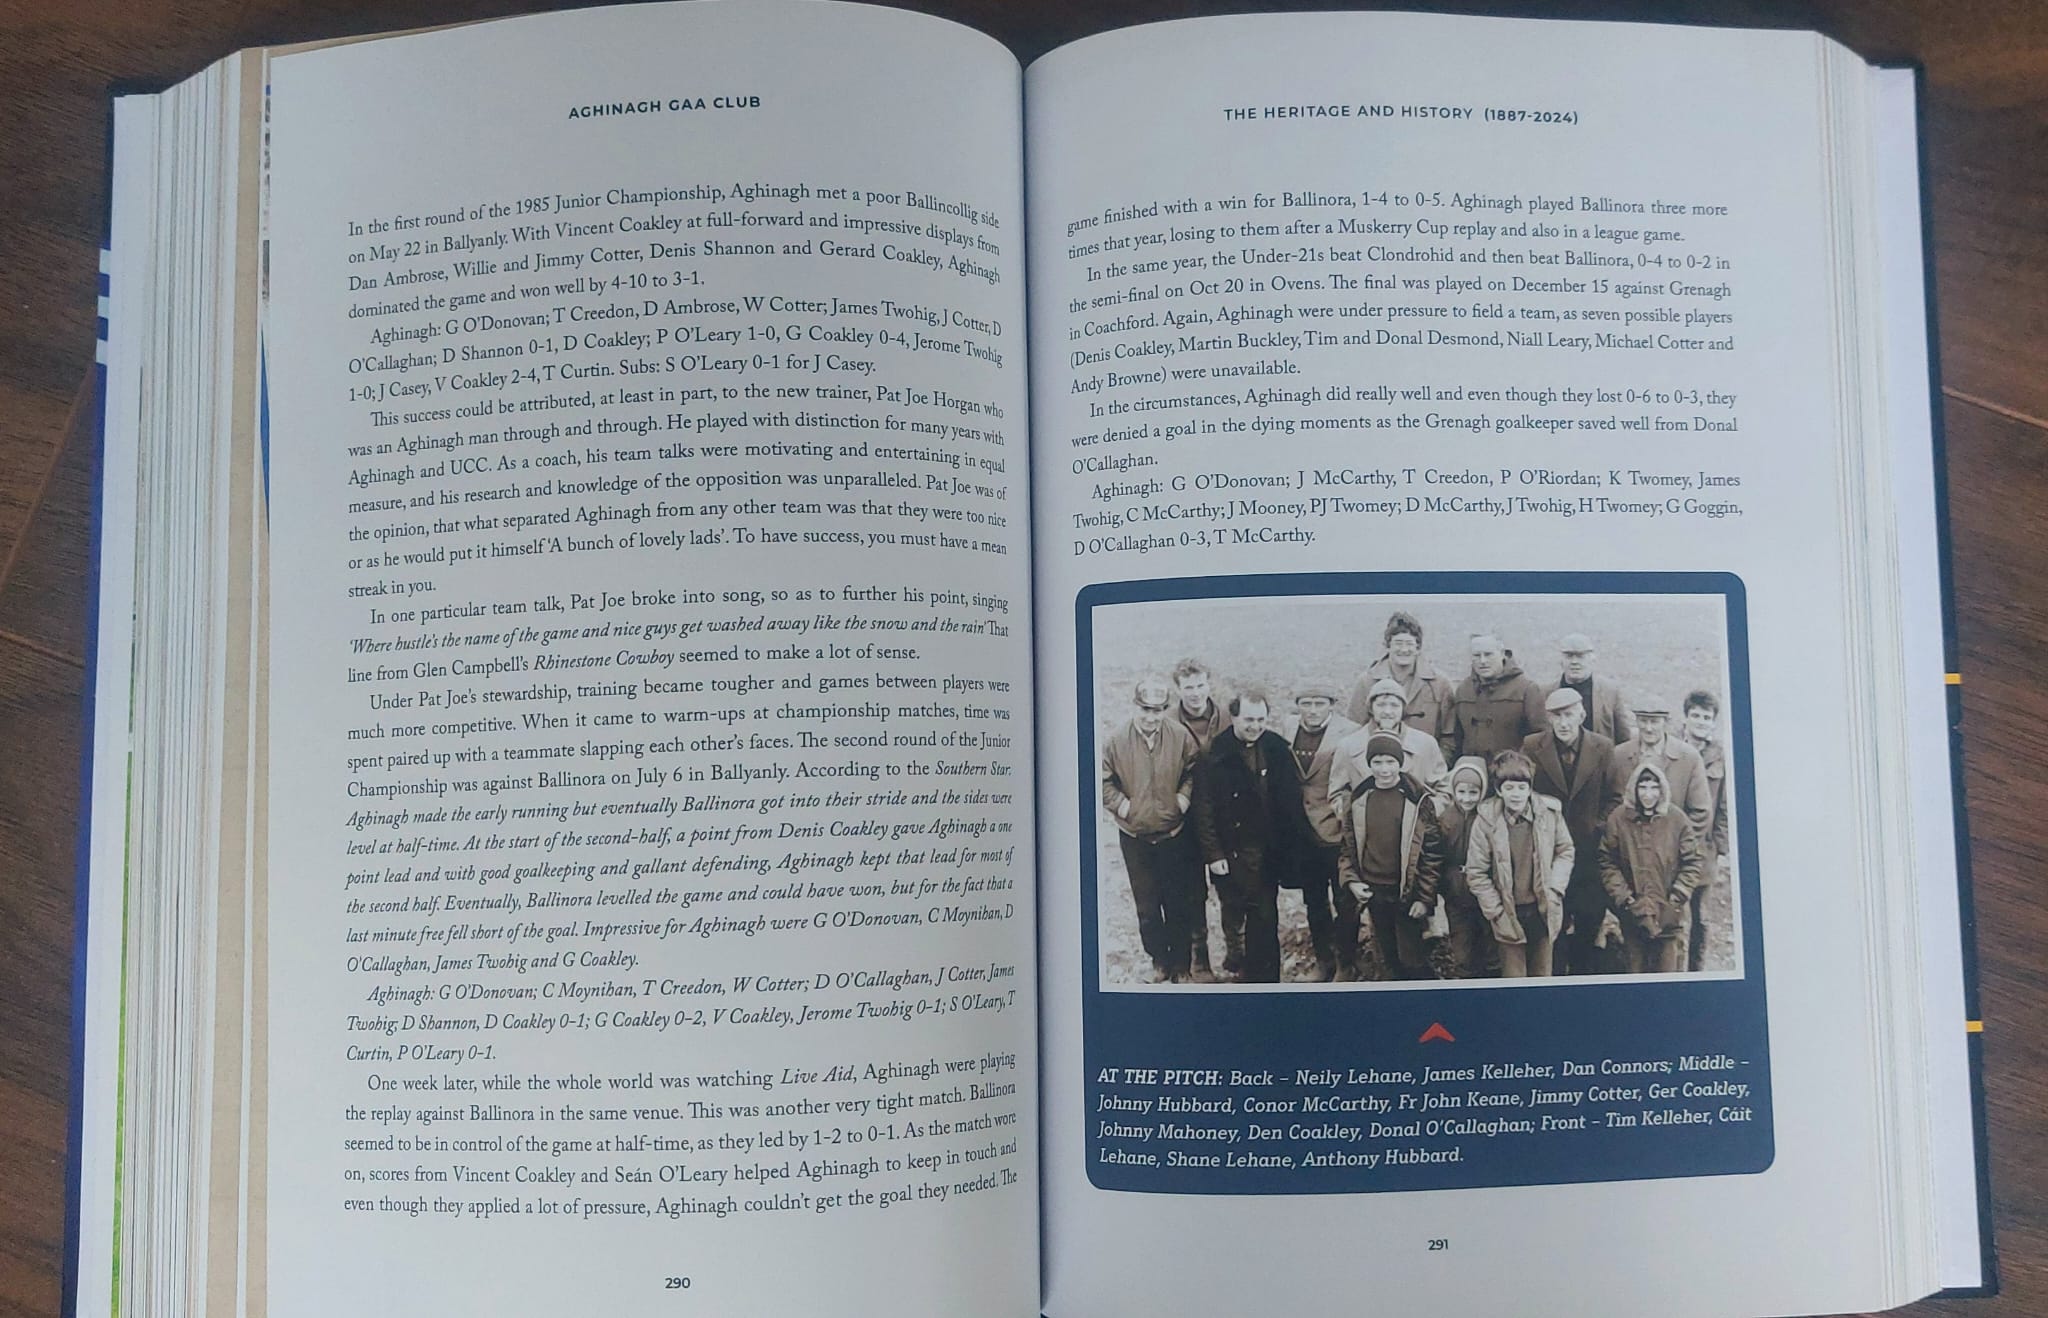 AGHINAGH GAA CLUB
In the first round of the 1985 Junior Championship, Aghinagh met a poor Ballincollig side
on May 22 in Ballyanly. With Vincent Coakley at full-forward and impressive displays from
Dan Ambrose, Willie and Jimmy Cotter, Denis Shannon and Gerard Coakley, Aghinagh
dominated the game and won well by 4-10 to 3-1.
Aghinagh: G O'Donovan; T Creedon, D Ambrose, W Cotter; James Twohig, J Cotter, D
O'Callaghan; D Shannon 0-1, D Coakley; P O'Leary 1-0, G Coakley 0-4, Jerome Twohig
1-0; J Casey, V Coakley 2-4, T Curtin. Subs: S O'Leary 0-1 for J Casey.
This success could be attributed, at least in part, to the new trainer, Pat Joe Horgan who
was an Aghinagh man through and through. He played with distinction for many years with
Aghinagh and UCC. As a coach, his team talks were motivating and entertaining in equal
measure, and his research and knowledge of the opposition was unparalleled. Pat Joe was of
the opinion, that what separated Aghinagh from any other team was that they were too nice
or as he would put it himself 'A bunch of lovely lads'. To have success, you must have a mean
streak in you.
In one particular team talk, Pat Joe broke into song, so as to further his point, singing
'Where hustle's the name of the game and nice guys get washed away like the snow and the rain' That
line from Glen Campbell's Rhinestone Cowboy seemed to make a lot of sense.
Under Pat Joe's stewardship, training became tougher and games between players were
much more competitive. When it came to warm-ups at championship matches, time was
spent paired up with a teammate slapping each other's faces. The second round of the Junior
Championship was against Ballinora on July 6 in Ballyanly. According to the Southern Star,
Aghinagh made the early running but eventually Ballinora got into their stride and the sides were
level at half-time. At the start of the second-half, a point from Denis Coakley gave Aghinagh a one
point lead and with good goalkeeping and gallant defending, Aghinagh kept that lead for most of
the second half. Eventually, Ballinora levelled the game and could have won, but for the fact that a
last minute free fell short of the goal. Impressive for Aghinagh were G O'Donovan, C Moynihan, D
O'Callaghan, James Twohig and G Coakley.
Aghinagh: G O'Donovan; C Moynihan, T Creedon, W Cotter; D O'Callaghan, J Cotter, James
Twohig; D Shannon, D Coakley 0-1; G Coakley 0-2, V Coakley, Jerome Twohig 0-1; S O'Leary, T
Curtin, P O'Leary 0-1.
One week later, while the whole world was watching Live Aid, Aghinagh were playing
the replay against Ballinora in the same venue. This was another very tight match. Ballinora
seemed to be in control of the game at half-time, as they led by 1-2 to 0-1. As the match wore
on, scores from Vincent Coakley and Seán O'Leary helped Aghinagh to keep in touch and
even though they applied a lot of pressure, Aghinagh couldn't get the goal they needed. The
290
THE HERITAGE AND HISTORY (1887-2024)
game finished with a win for Ballinora, 1-4 to 0-5. Aghinagh played Ballinora three more
times that year, losing to them after a Muskerry Cup replay and also in a league game.
In the same year, the Under-21s beat Clondrohid and then beat Ballinora, 0-4 to 0-2 in
the semi-final on Oct 20 in Ovens. The final was played on December 15 against Grenagh
in Coachford. Again, Aghinagh were under pressure to field a team, as seven possible players
(Denis Coakley, Martin Buckley, Tim and Donal Desmond, Niall Leary, Michael Cotter and
Andy Browne) were unavailable.
In the circumstances, Aghinagh did really well and even though they lost 0-6 to 0-3, they
were denied a goal in the dying moments as the Grenagh goalkeeper saved well from Donal
O'Callaghan.
Aghinagh: G O'Donovan; J McCarthy, T Creedon, P O'Riordan; K Twomey, James
Twohig, C McCarthy; J Mooney, PJ Twomey; D McCarthy, J Twohig, H Twomey; G Goggin,
D O'Callaghan 0-3, T McCarthy.
AT THE PITCH: Back – Neily Lehane, James Kelleher, Dan Connors; Middle –
Johnny Hubbard, Conor McCarthy, Fr John Keane, Jimmy Cotter, Ger Coakley,
Johnny Mahoney, Den Coakley, Donal O'Callaghan; Front – Tim Kelleher, Cáit
Lehane, Shane Lehane, Anthony Hubbard.
291